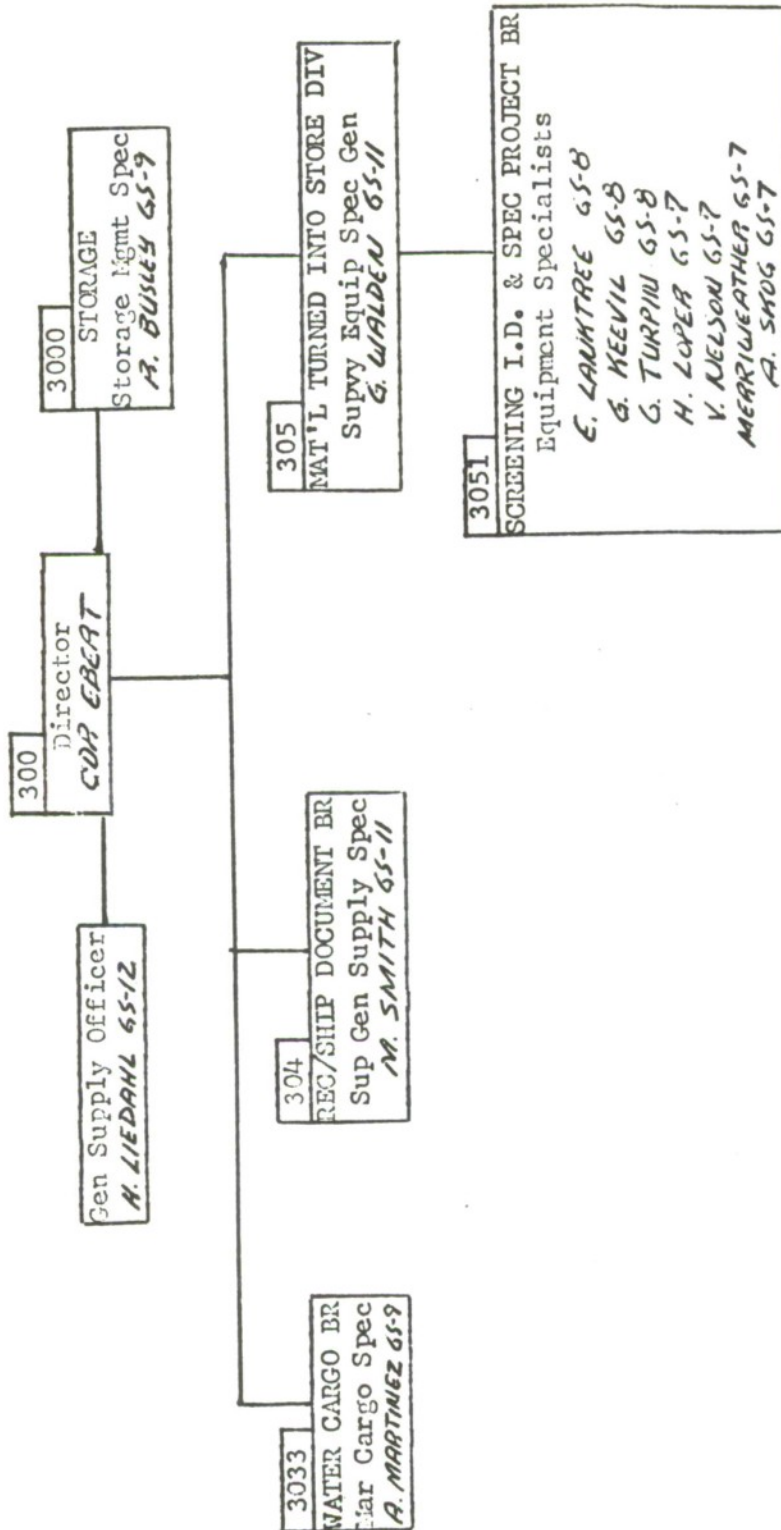 300
Director
CDR EBERT
Gen Supply Officer
H. LIEDAHL GS-12
3000
STORAGE
Storage Mgmt Spec
R. BUSLEY GS-9
3033
WATER CARGO BR
Mar Cargo Spec
A. MARTINEZ GS-9
304
REC/SHIP DOCUMENT BR
Sup Gen Supply Spec
M. SMITH GS-11
305
MAT'L TURNED INTO STORE DIV
Supvy Equip Spec Gen
G. WALDEN GS-11
3051
SCREENING I.D. & SPEC PROJECT BR
Equipment Specialists
E. LANKTREE GS-8
G. KEEVIL GS-8
G. TURPIN GS-8
H. LOPER GS-7
V. NELSON GS-7
MERRIWEATHER GS-7
A. SKOG GS-7